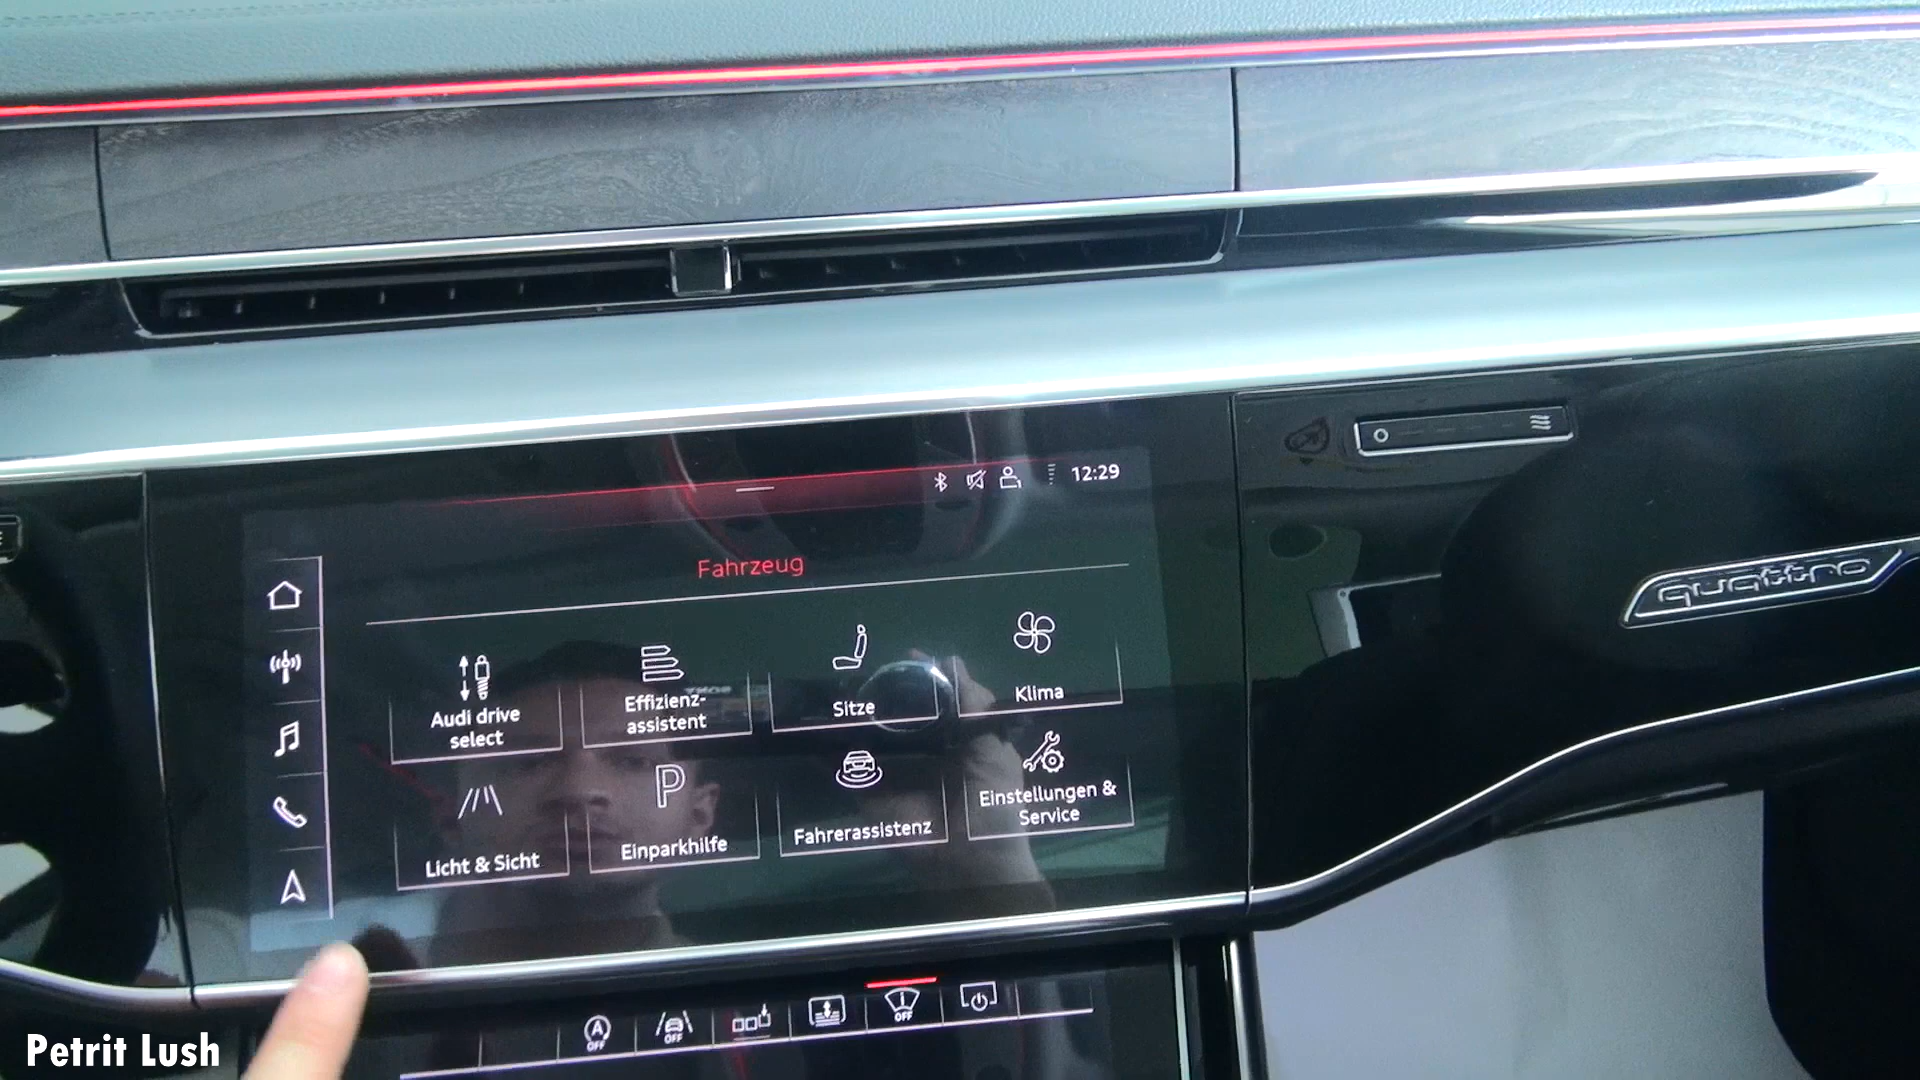 12:29
Fahrzeug
Audi drive
select
Effizienz-
assistent
Sitze
Klima
Licht & Sicht
P
Einparkhilfe
Fahrerassistenz
Einstellungen &
Service
quattro
A
OFF
OFF
OFF
Petrit Lush